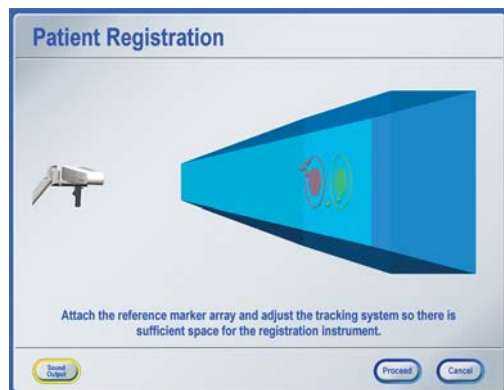 Patient Registration
Attach the reference marker array and adjust the tracking system so there is
sufficient space for the registration instrument.
Sound
Output
Proceed
Cancel